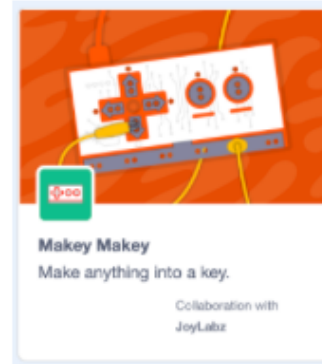 Makey Makey
Make anything into a key.
Collaboration with
JoyLabz